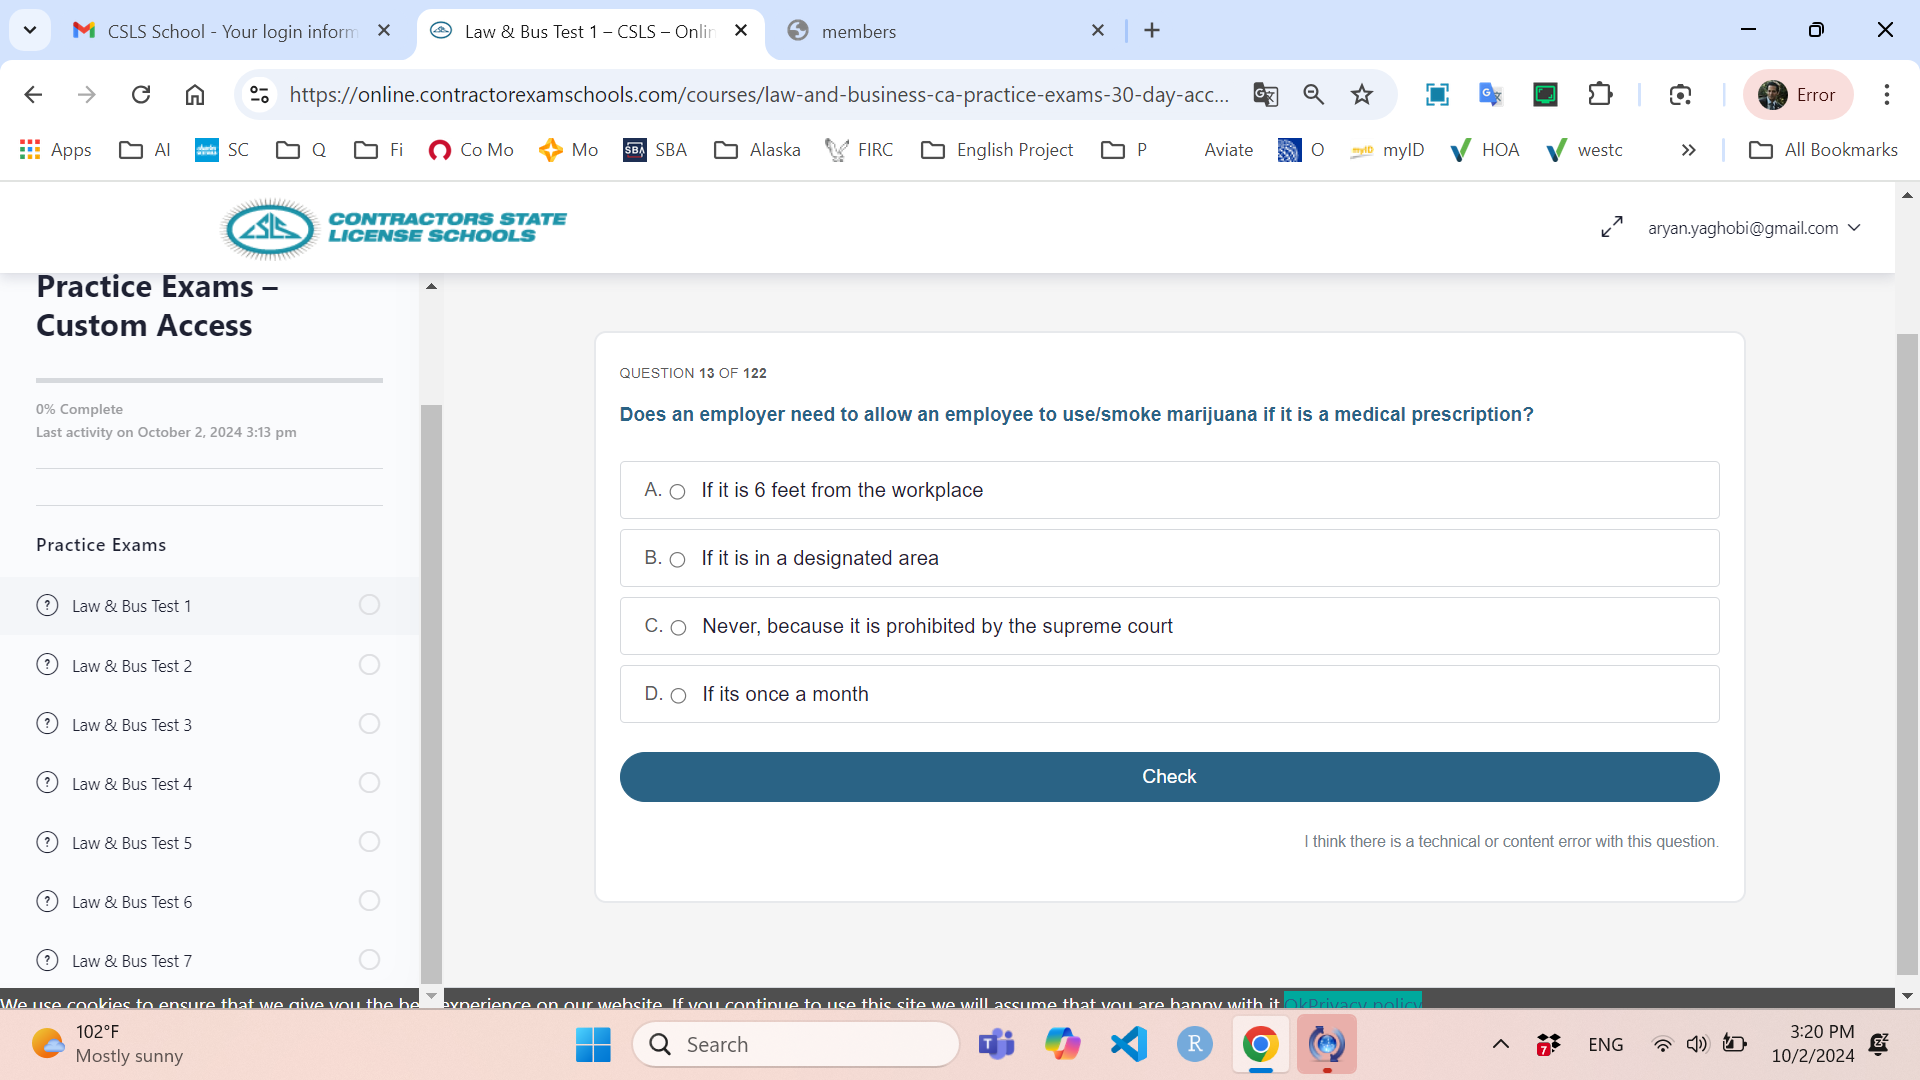 CSLS School - Your login inform
Law & Bus Test 1 – CSLS – Onlin
members
https://online.contractorexamschools.com/courses/law-and-business-ca-practice-exams-30-day-acc...
Error
Apps
AI
SC
Q
Fi
Co Mo
Mo
SBA
SBA
Alaska
FIRC
English Project
P
Aviate
O
myID
myID
HOA
westc
All Bookmarks
CSLS
CONTRACTORS STATE
LICENSE SCHOOLS
aryan.yaghobi@gmail.com
Practice Exams –
Custom Access
0% Complete
Last activity on October 2, 2024 3:13 pm
Practice Exams
Law & Bus Test 1
Law & Bus Test 2
Law & Bus Test 3
Law & Bus Test 4
Law & Bus Test 5
Law & Bus Test 6
Law & Bus Test 7
QUESTION 13 OF 122
Does an employer need to allow an employee to use/smoke marijuana if it is a medical prescription?
A. If it is 6 feet from the workplace
B. If it is in a designated area
C. Never, because it is prohibited by the supreme court
D. If its once a month
Check
I think there is a technical or content error with this question.
We use cookies to ensure that we give you the be experience on our website. If you continue to use this site we will assume that you are happy with it. OkPrivacy policy
102°F
Mostly sunny
Search
R
7
ENG
3:20 PM
10/2/2024